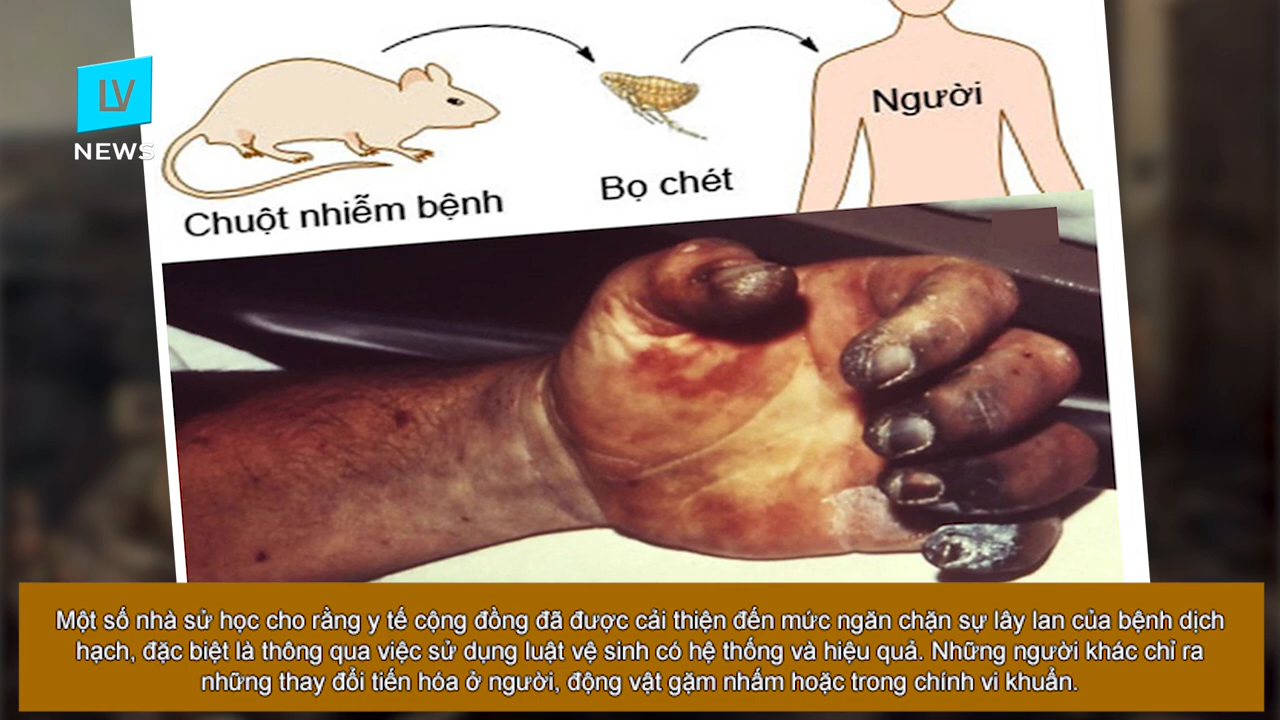 LV
NEWS
Người
Bọ chét
Chuột nhiễm bệnh
Một số nhà sử học cho rằng y tế cộng đồng đã được cải thiện đến mức ngăn chặn sự lây lan của bệnh dịch
hạch, đặc biệt là thông qua việc sử dụng luật vệ sinh có hệ thống và hiệu quả. Những người khác chỉ ra
những thay đổi tiến hóa ở người, động vật gặm nhấm hoặc trong chính vi khuẩn.